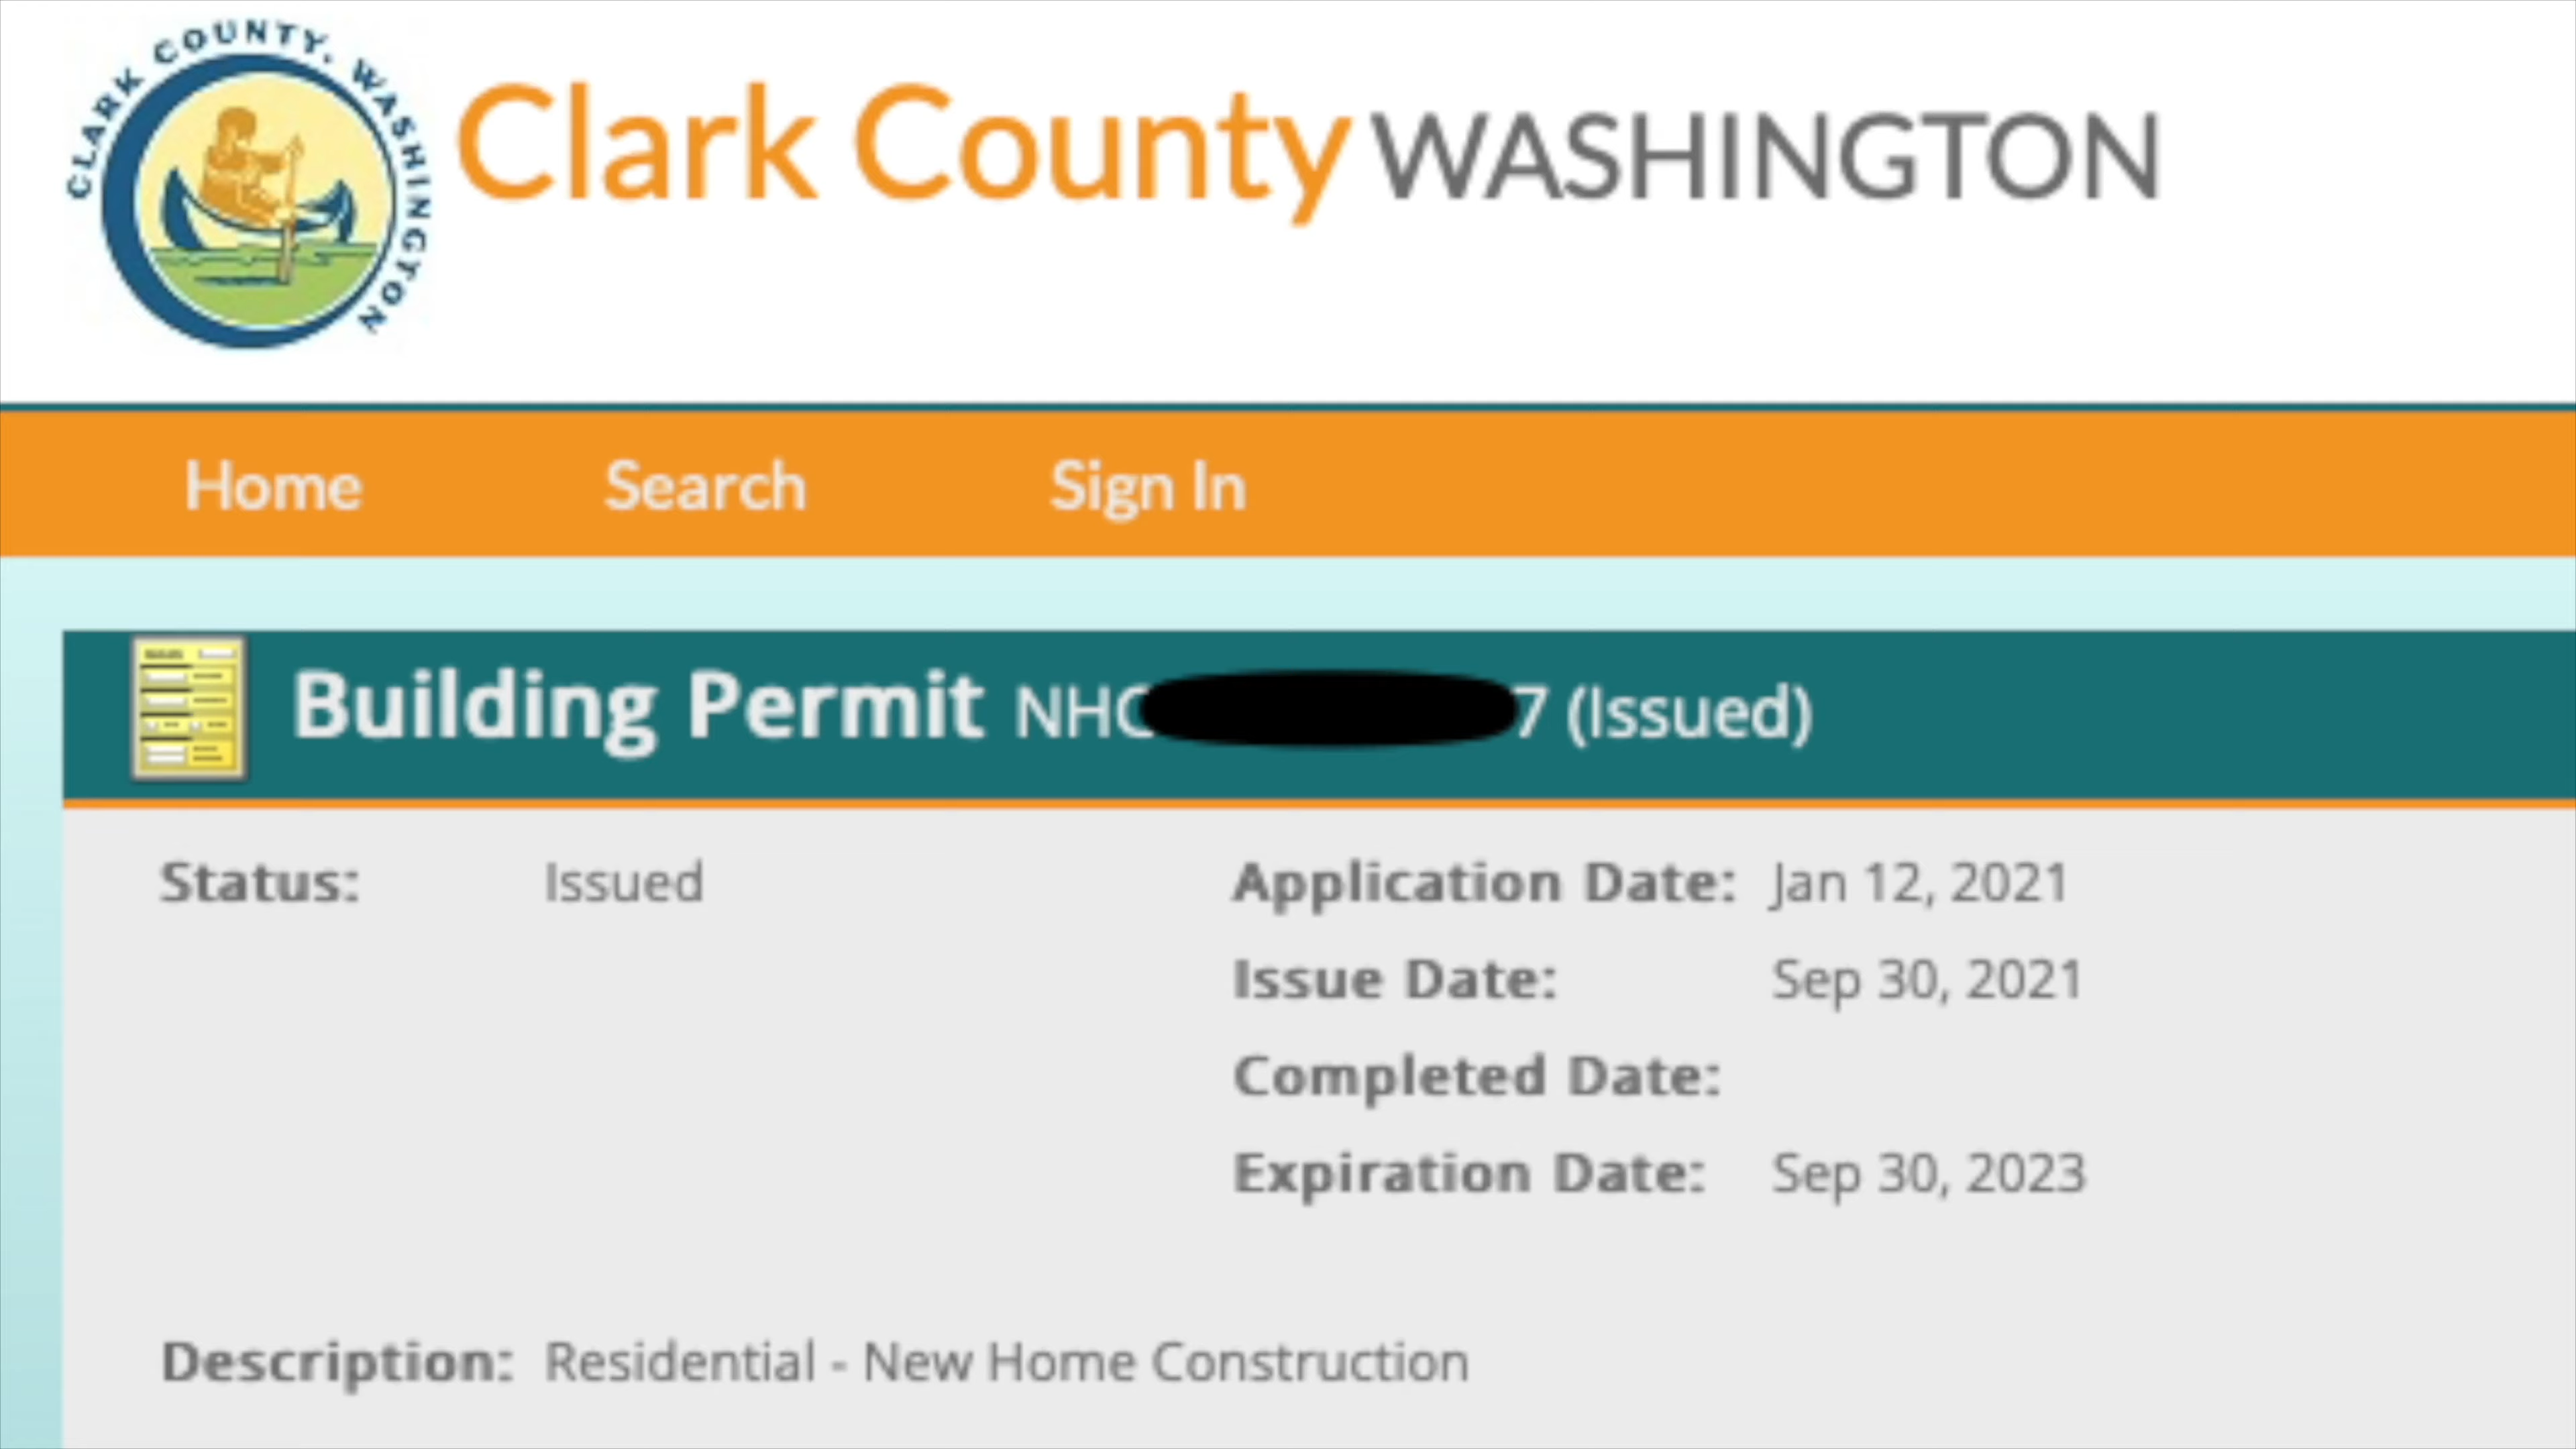 CLARK COUNTY, WASHINGTON
Clark County WASHINGTON
Home Search Sign In
Building Permit NHC 7 (Issued)
Status: Issued Application Date: Jan 12, 2021
Issue Date: Sep 30, 2021
Completed Date:
Expiration Date: Sep 30, 2023
Description: Residential - New Home Construction